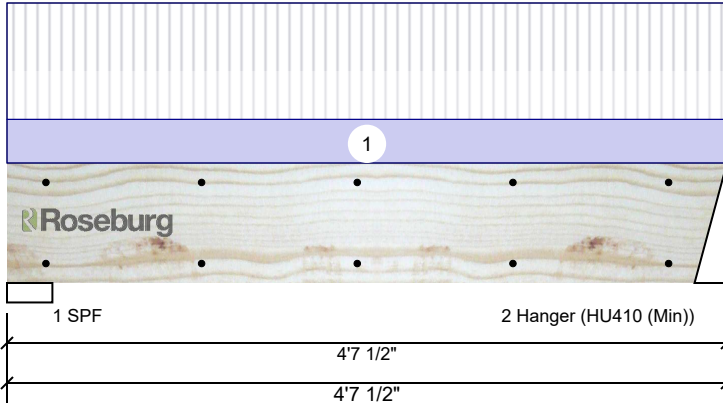 1
Roseburg
1 SPF
2 Hanger (HU410 (Min))
4'7 1/2"
4'7 1/2"